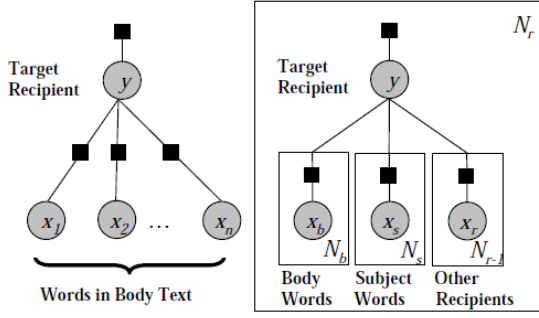 Target
Recipient
y
x1 x2 ... xn
Words in Body Text
Nr
Target
Recipient
y
xb xs xr
Nb Ns Nr-1
Body
Words
Subject
Words
Other
Recipients